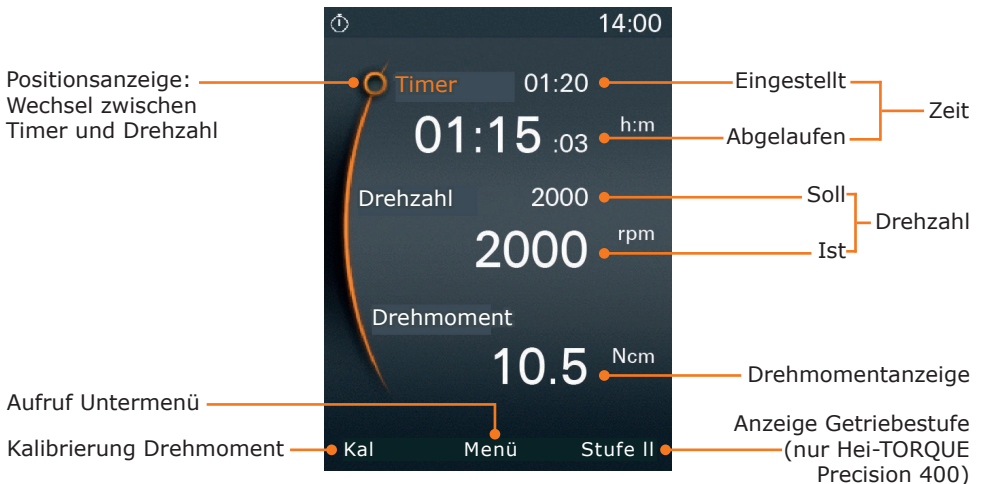 14:00
Positionsanzeige:
Wechsel zwischen
Timer und Drehzahl
Timer 01:20
Eingestellt
Zeit
01:15 :03 h:m
Abgelaufen
Drehzahl 2000
Soll
Drehzahl
2000 rpm
Ist
Drehmoment
10.5 Ncm
Drehmomentanzeige
Aufruf Untermenü
Kalibrierung Drehmoment
Kal Menü Stufe II
Anzeige Getriebestufe
(nur Hei-TORQUE
Precision 400)